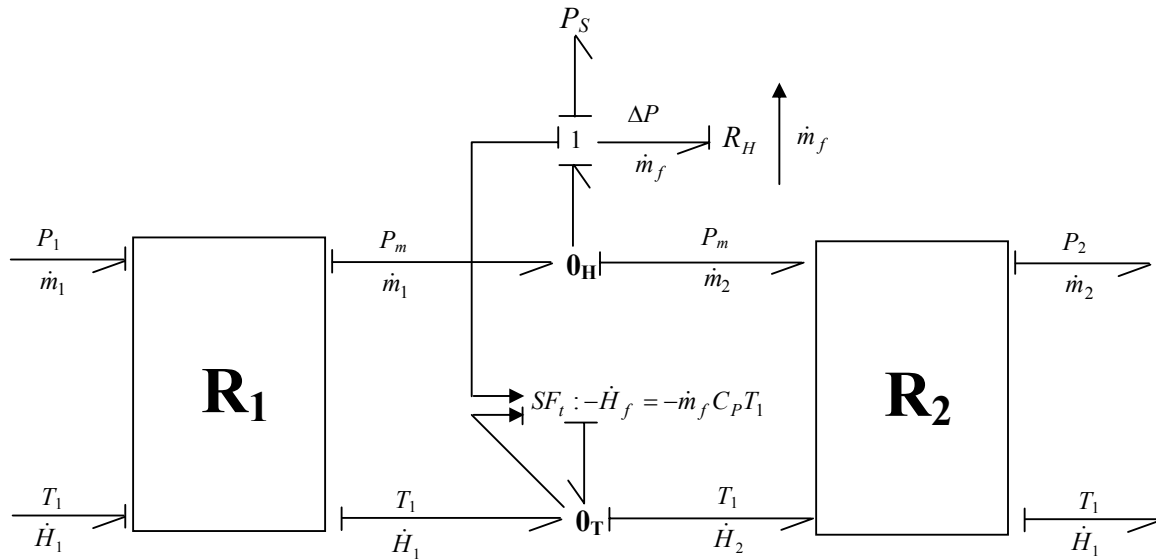 P_S
ΔP
1
R_H
ṁ_f
ṁ_f
P_1
P_m
P_m
P_2
ṁ_1
ṁ_1
0_H
ṁ_2
ṁ_2
R_1
R_2
SF_t : −Ḣ_f = −ṁ_f C_P T_1
T_1
T_1
T_1
T_1
Ḣ_1
Ḣ_1
0_T
Ḣ_2
Ḣ_1